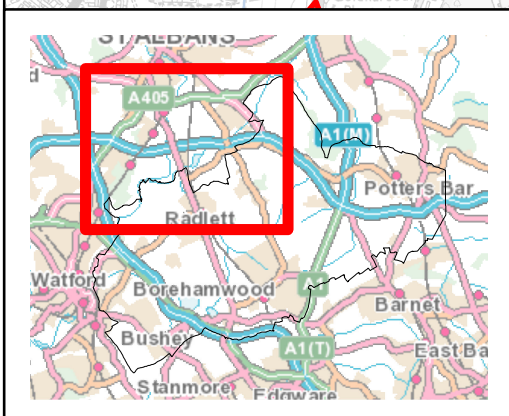 ST ALBANS
A405
A1(M)
Potters Bar
Radlett
Watford
Borehamwood
A1
Barnet
Bushey
A1(T)
East Ba
Stanmore
Edgware